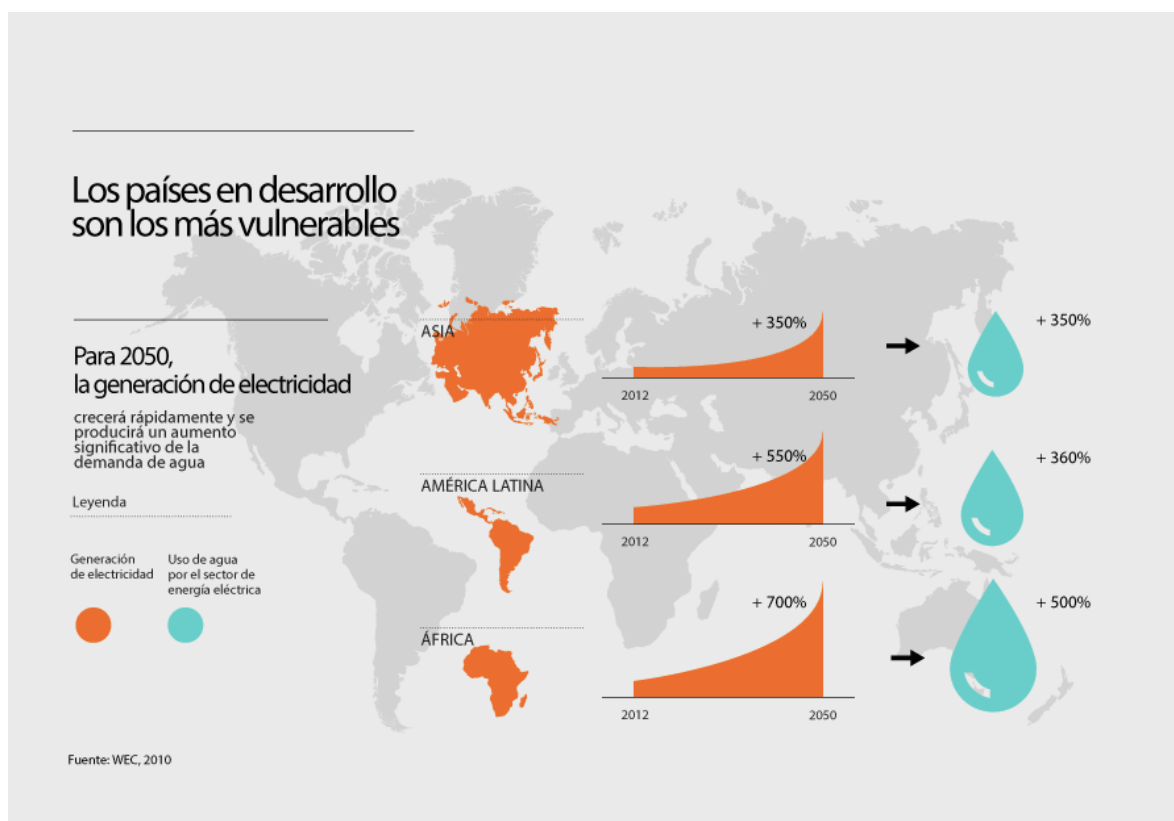 Los países en desarrollo
son los más vulnerables
Para 2050,
la generación de electricidad
crecerá rápidamente y se
producirá un aumento
significativo de la
demanda de agua
Leyenda
Generación
de electricidad
Uso de agua
por el sector de
energía eléctrica
ASIA
+ 350%
2012
2050
+ 350%
AMÉRICA LATINA
+ 550%
2012
2050
+ 360%
ÁFRICA
+ 700%
2012
2050
+ 500%
Fuente: WEC, 2010